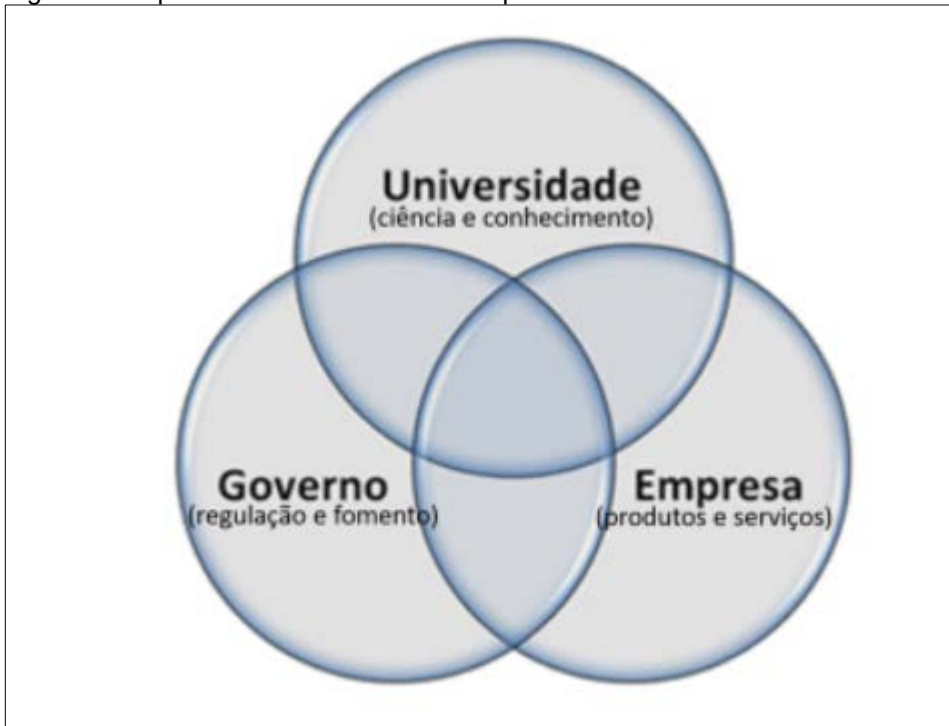 Universidade
(ciência e conhecimento)
Governo
(regulação e fomento)
Empresa
(produtos e serviços)